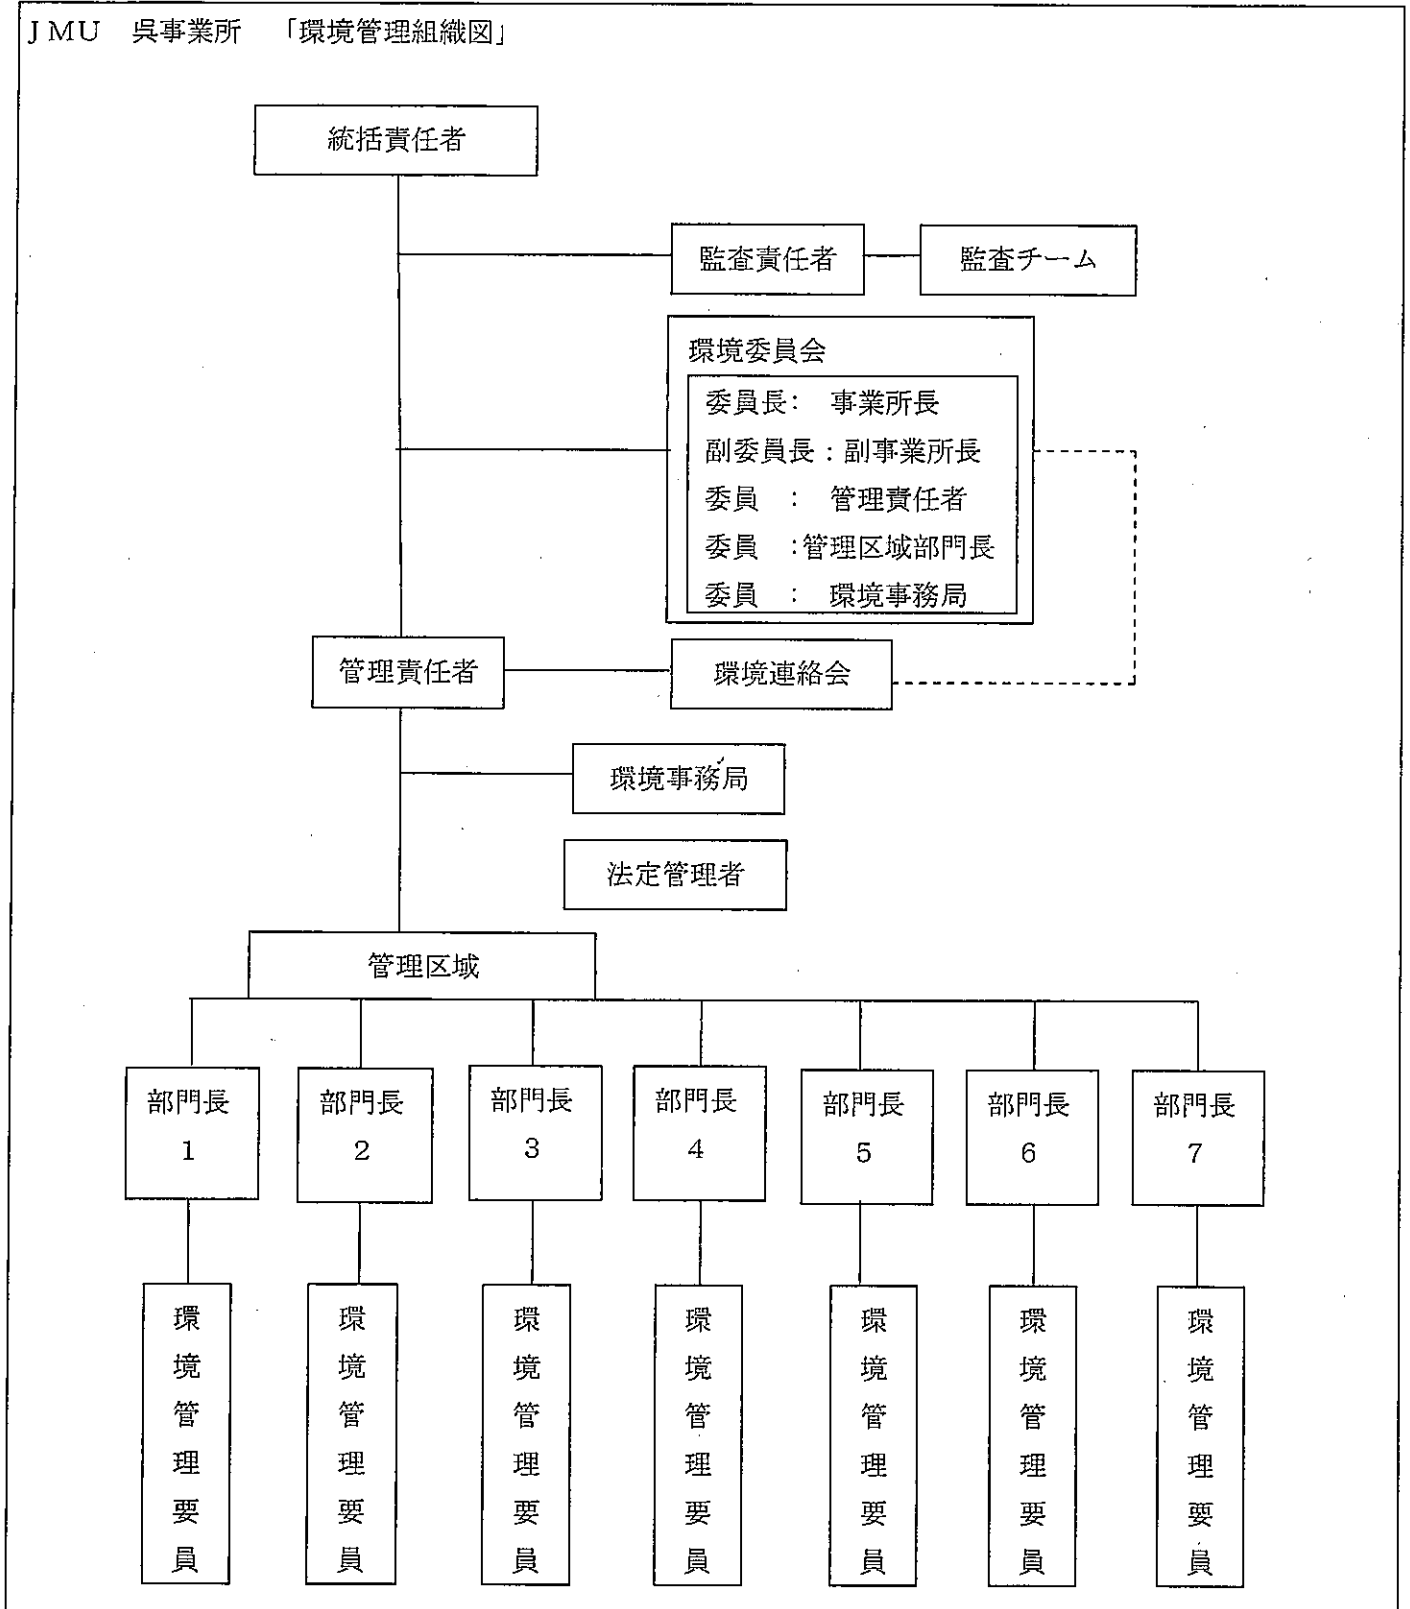 JMU 呉事業所 「環境管理組織図」
統括責任者
監査責任者
監査チーム
環境委員会
委員長： 事業所長
副委員長：副事業所長
委員 ： 管理責任者
委員 ：管理区域部門長
委員 ： 環境事務局
管理責任者
環境連絡会
環境事務局
法定管理者
管理区域
部門長
1
部門長
2
部門長
3
部門長
4
部門長
5
部門長
6
部門長
7
環境管理要員
環境管理要員
環境管理要員
環境管理要員
環境管理要員
環境管理要員
環境管理要員